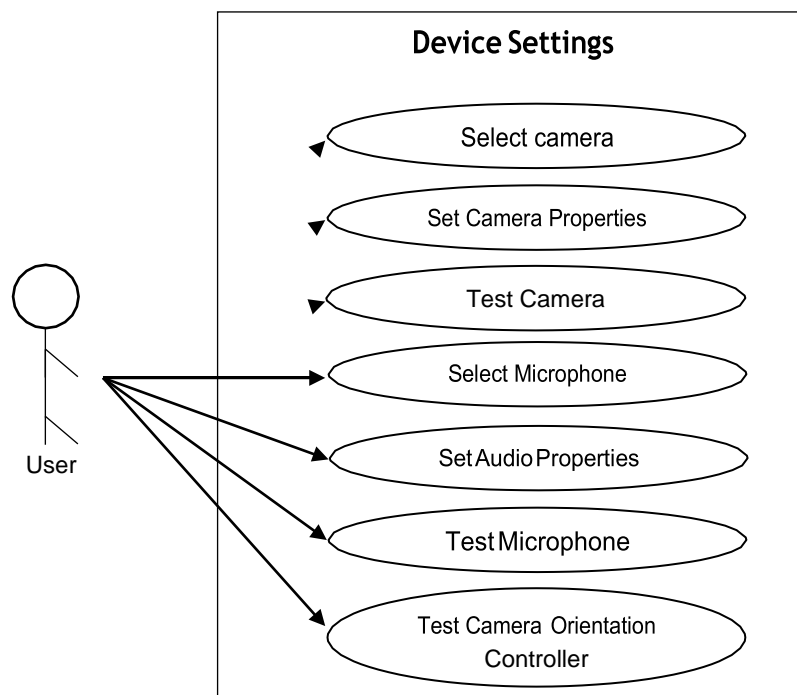 Device Settings
Select camera
Set Camera Properties
Test Camera
Select Microphone
User
Set Audio Properties
Test Microphone
Test Camera Orientation
Controller